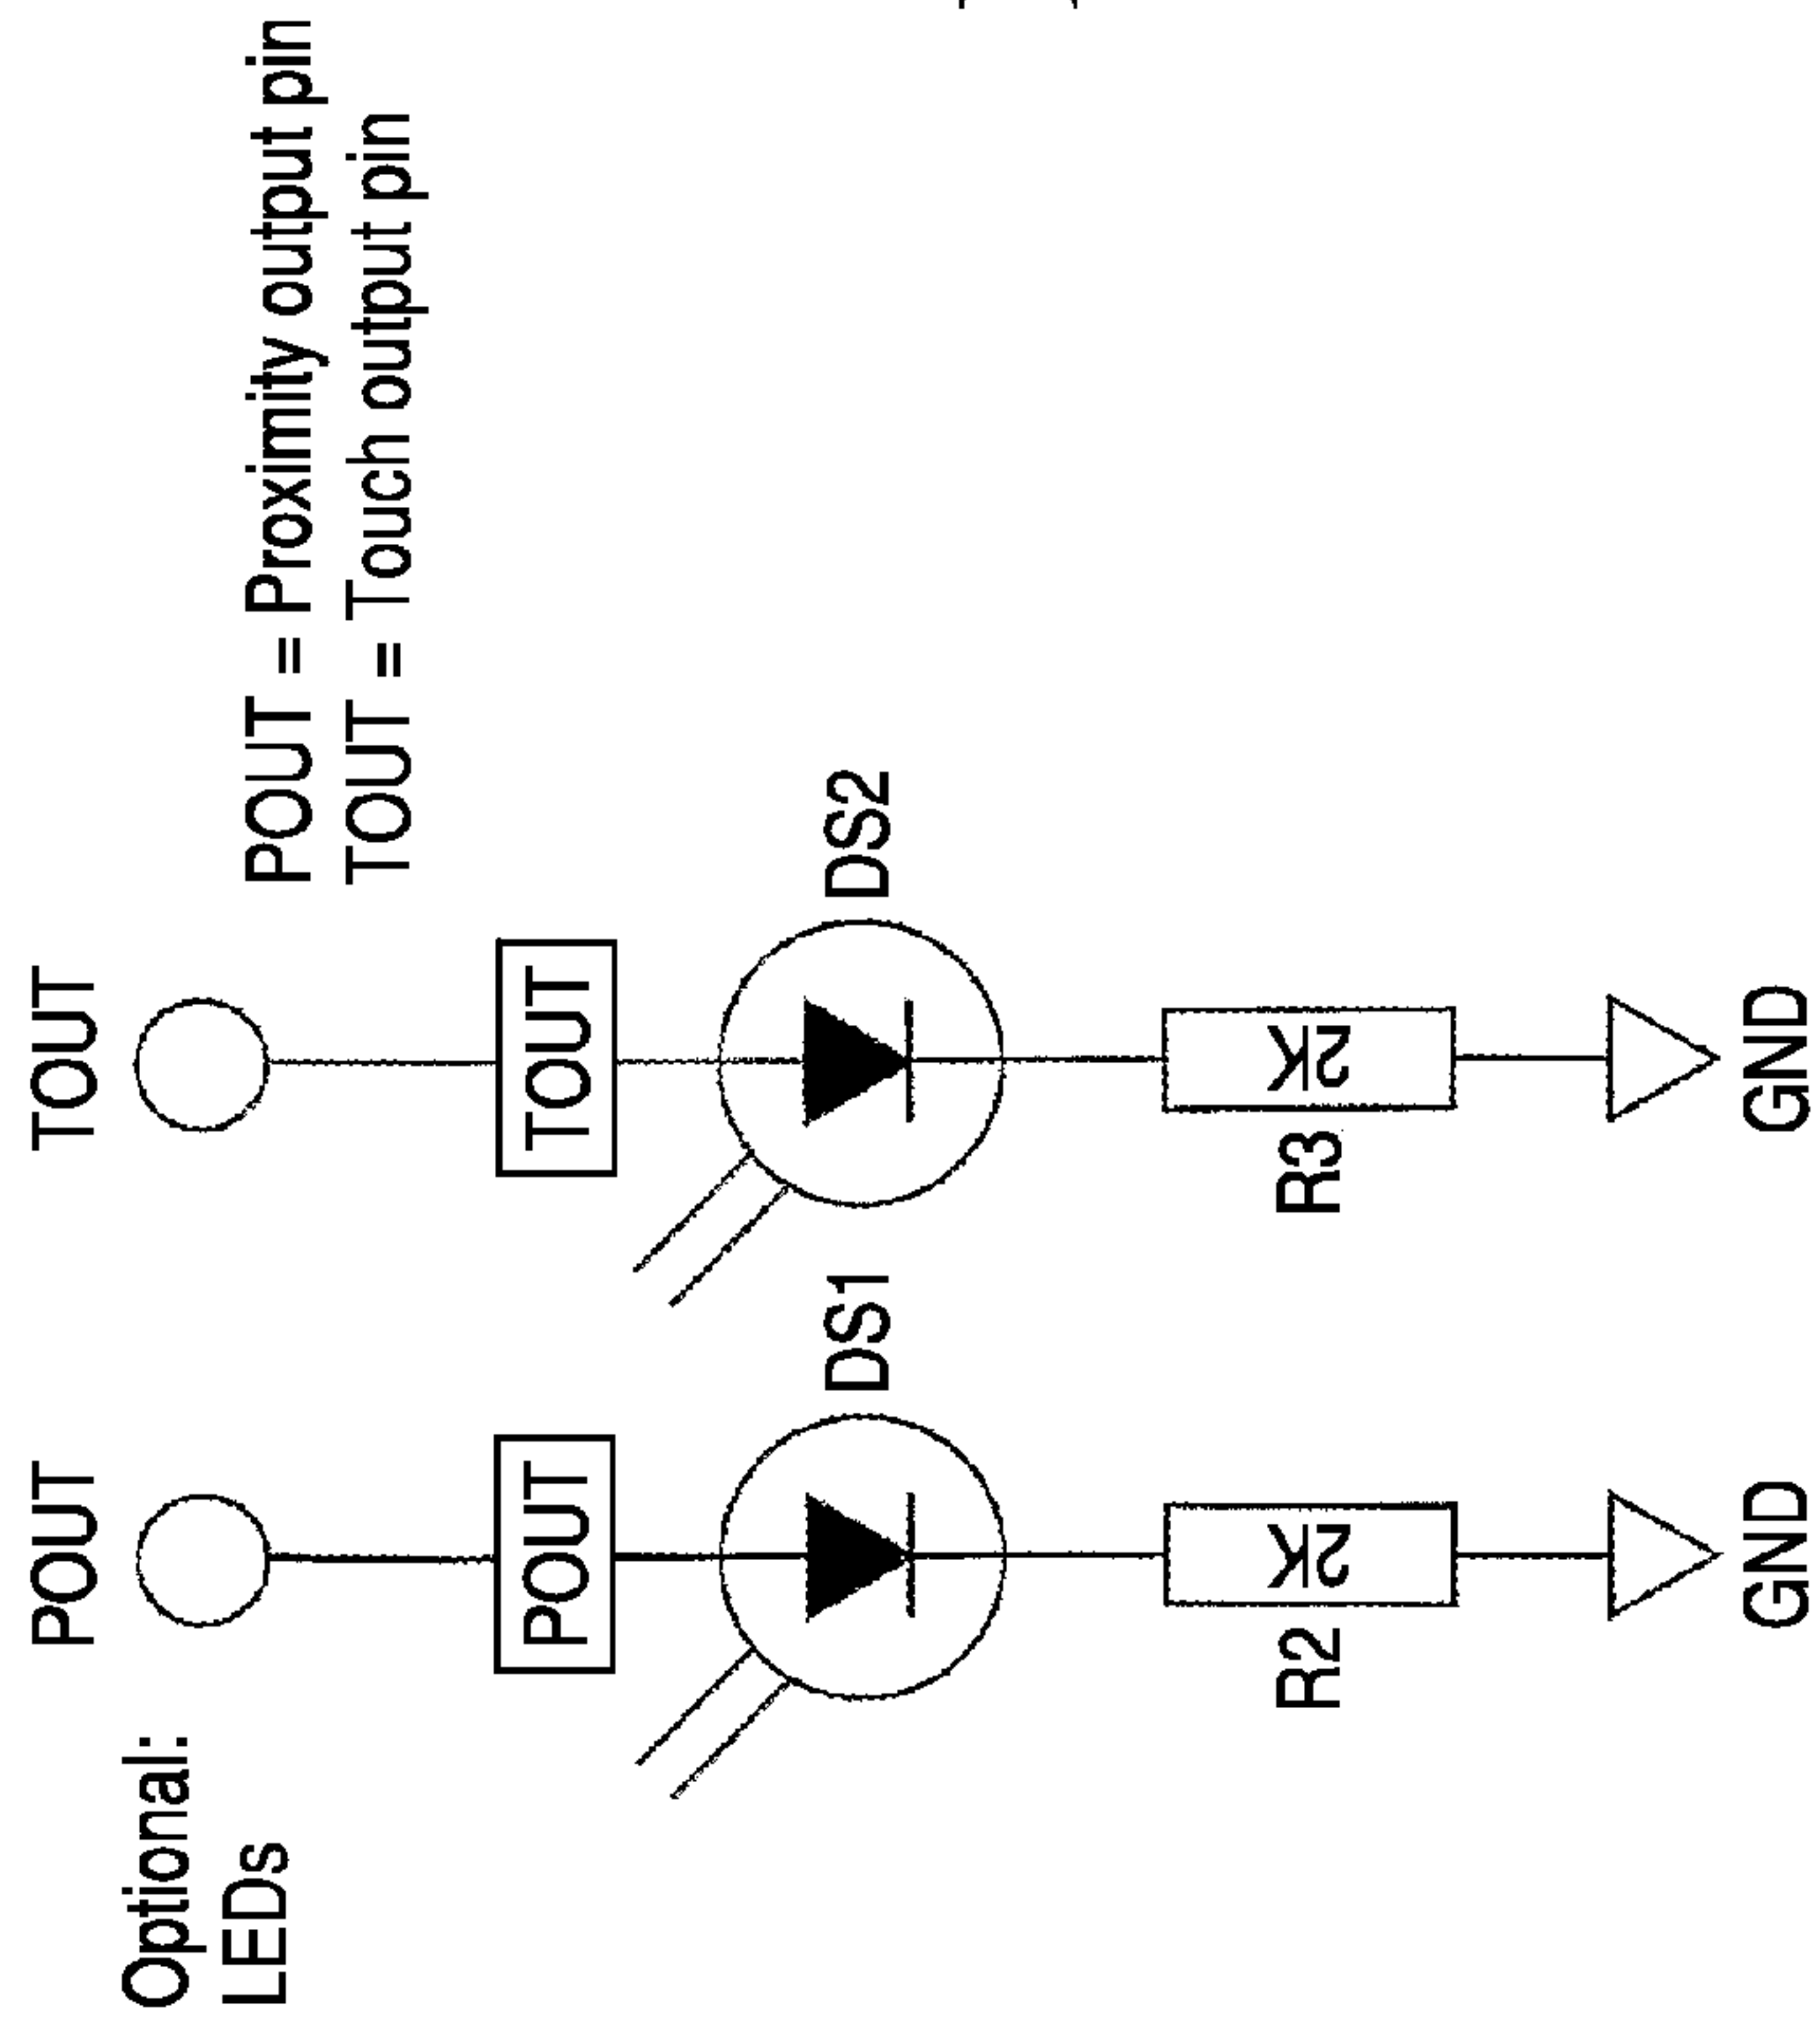 Optional:
LEDs
POUT
TOUT
POUT = Proximity output pin
TOUT = Touch output pin
POUT
TOUT
DS1
DS2
R2
2K
R3
2K
GND
GND